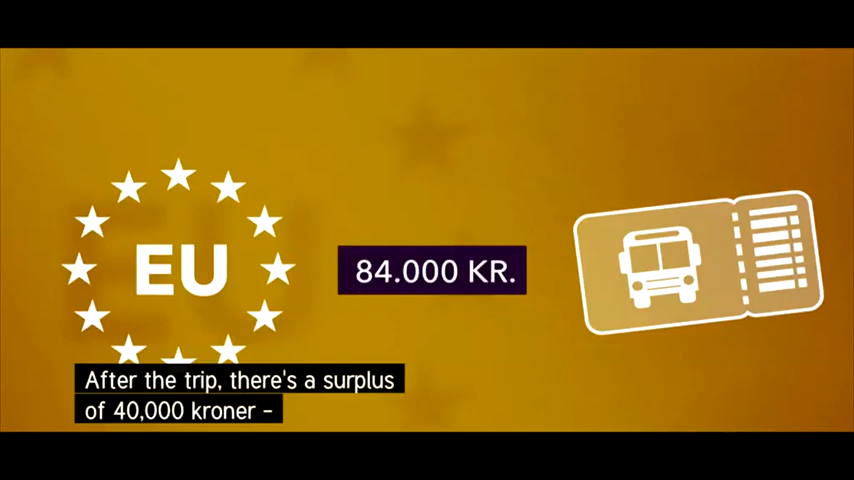 EU
84.000 KR.
After the trip, there's a surplus
of 40,000 kroner –